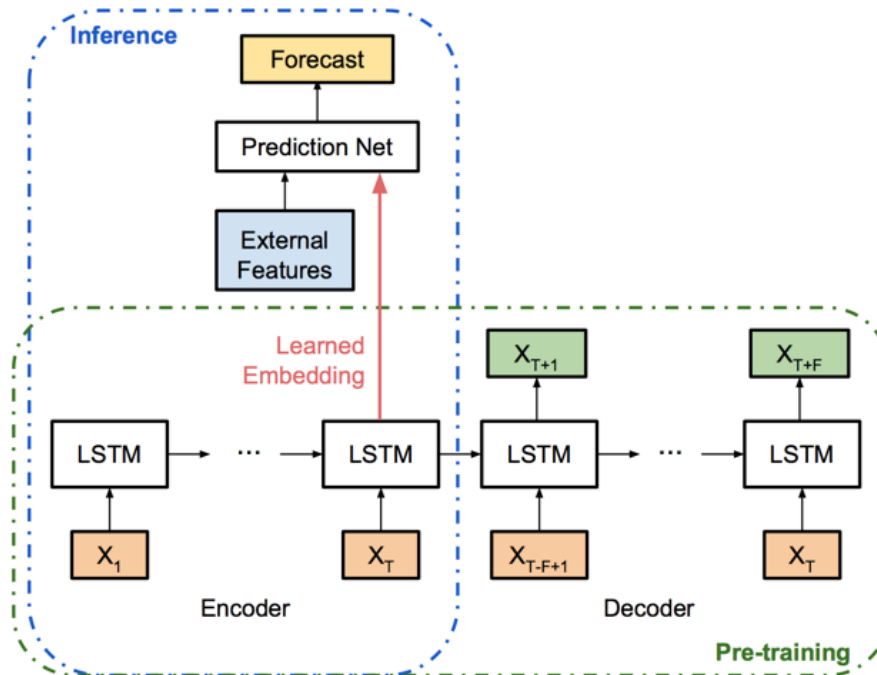 Inference
Forecast
Prediction Net
External
Features
Learned
Embedding
X_{T+1}
X_{T+F}
LSTM
...
LSTM
LSTM
...
LSTM
X_1
X_T
X_{T-F+1}
X_T
Encoder
Decoder
Pre-training